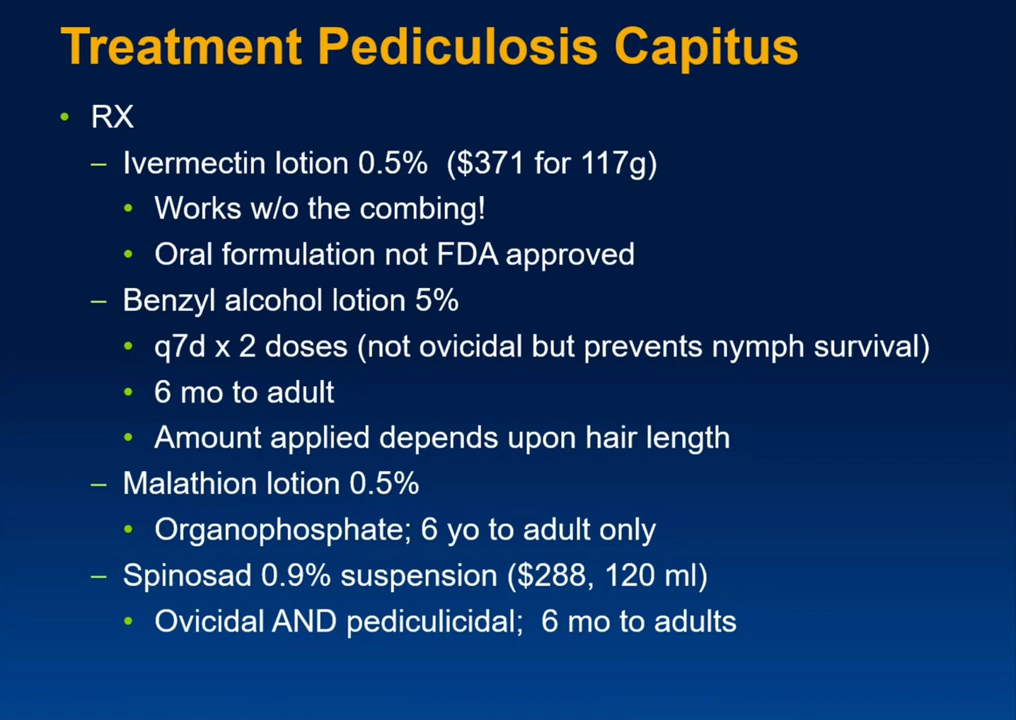 Treatment Pediculosis Capitus
• RX
– Ivermectin lotion 0.5%  ($371 for 117g)
• Works w/o the combing!
• Oral formulation not FDA approved
– Benzyl alcohol lotion 5%
• q7d x 2 doses (not ovicidal but prevents nymph survival)
• 6 mo to adult
• Amount applied depends upon hair length
– Malathion lotion 0.5%
• Organophosphate; 6 yo to adult only
– Spinosad 0.9% suspension ($288, 120 ml)
• Ovicidal AND pediculicidal;  6 mo to adults